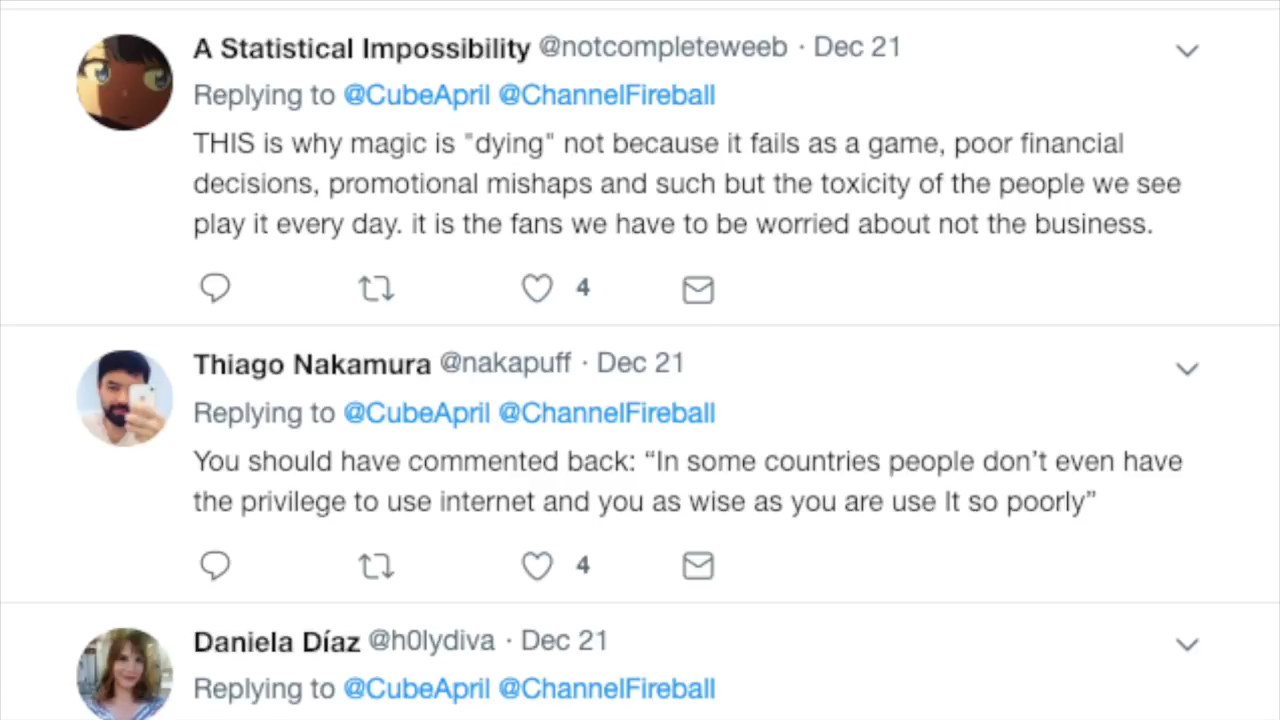 A Statistical Impossibility @notcompleteweeb · Dec 21
Replying to @CubeApril @ChannelFireball
THIS is why magic is "dying" not because it fails as a game, poor financial
decisions, promotional mishaps and such but the toxicity of the people we see
play it every day. it is the fans we have to be worried about not the business.
4
Thiago Nakamura @nakapuff · Dec 21
Replying to @CubeApril @ChannelFireball
You should have commented back: “In some countries people don’t even have
the privilege to use internet and you as wise as you are use It so poorly”
4
Daniela Díaz @h0lydiva · Dec 21
Replying to @CubeApril @ChannelFireball